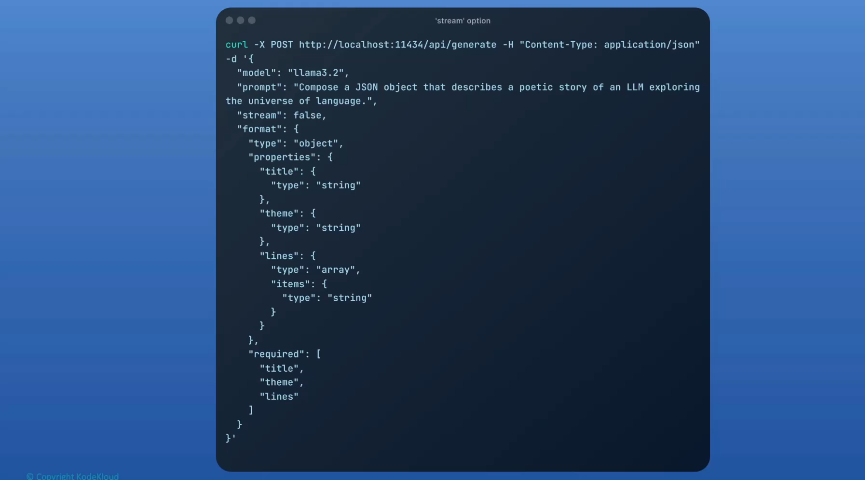 'stream' option
curl -X POST http://localhost:11434/api/generate -H "Content-Type: application/json"
-d '{
  "model": "llama3.2",
  "prompt": "Compose a JSON object that describes a poetic story of an LLM exploring
the universe of language.",
  "stream": false,
  "format": {
    "type": "object",
    "properties": {
      "title": {
        "type": "string"
      },
      "theme": {
        "type": "string"
      },
      "lines": {
        "type": "array",
        "items": {
          "type": "string"
        }
      }
    },
    "required": [
      "title",
      "theme",
      "lines"
    ]
  }
}'
© Copyright KodeKloud